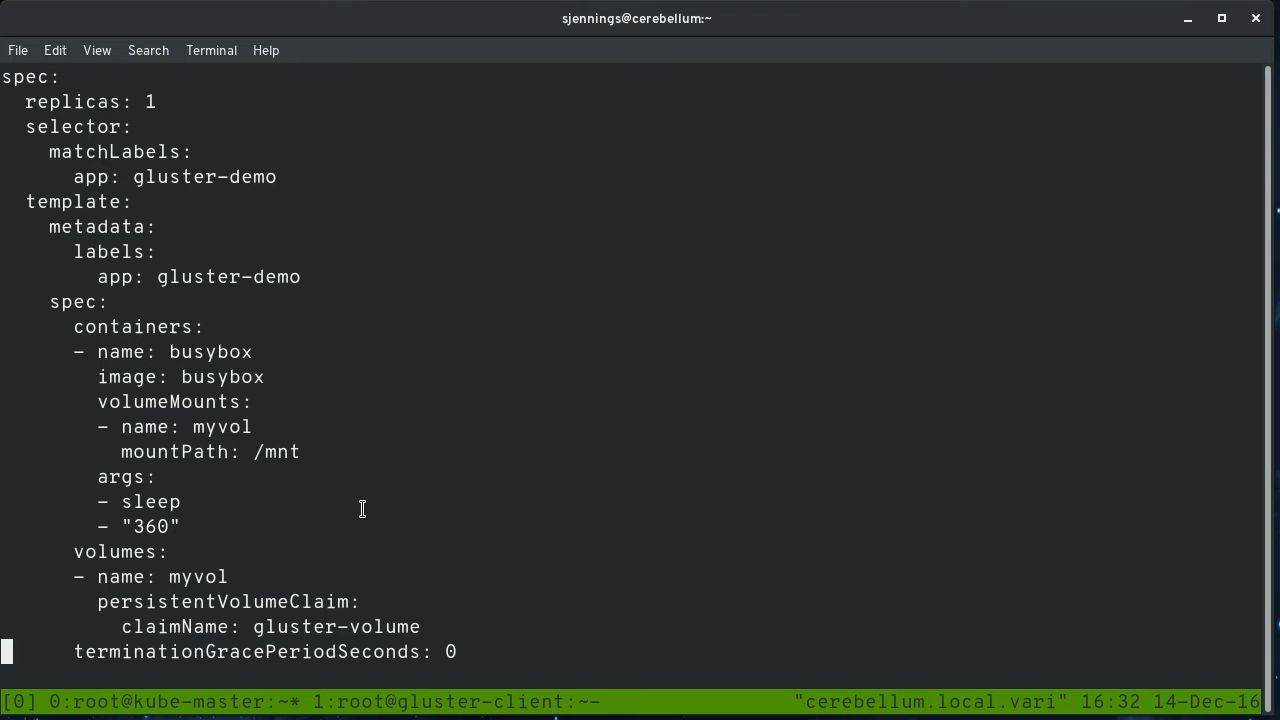 sjennings@cerebellum:~
File Edit View Search Terminal Help
spec:
  replicas: 1
  selector:
    matchLabels:
      app: gluster-demo
  template:
    metadata:
      labels:
        app: gluster-demo
    spec:
      containers:
      - name: busybox
        image: busybox
        volumeMounts:
        - name: myvol
          mountPath: /mnt
        args:
        - sleep
        - "360"
      volumes:
      - name: myvol
        persistentVolumeClaim:
          claimName: gluster-volume
      terminationGracePeriodSeconds: 0
[0] 0:root@kube-master:~* 1:root@gluster-client:~- "cerebellum.local.vari" 16:32 14-Dec-16